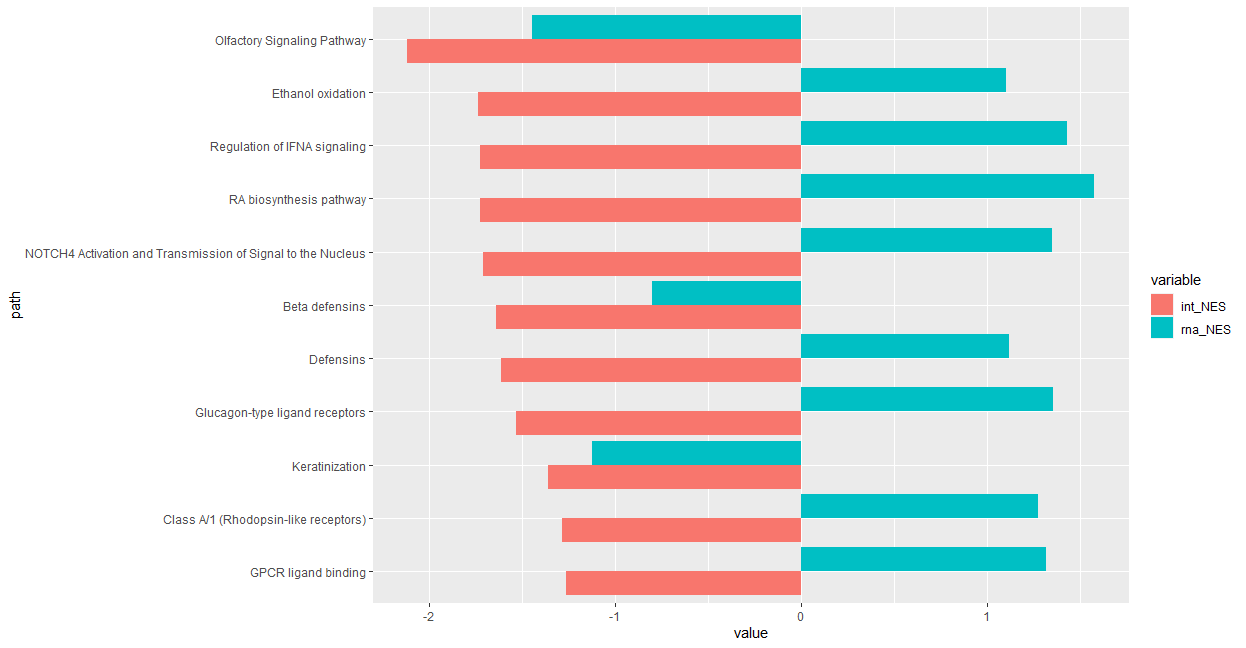 Olfactory Signaling Pathway
Ethanol oxidation
Regulation of IFNA signaling
RA biosynthesis pathway
NOTCH4 Activation and Transmission of Signal to the Nucleus
Beta defensins
Defensins
Glucagon-type ligand receptors
Keratinization
Class A/1 (Rhodopsin-like receptors)
GPCR ligand binding
path
-2 -1 0 1
value
variable
int_NES
rna_NES